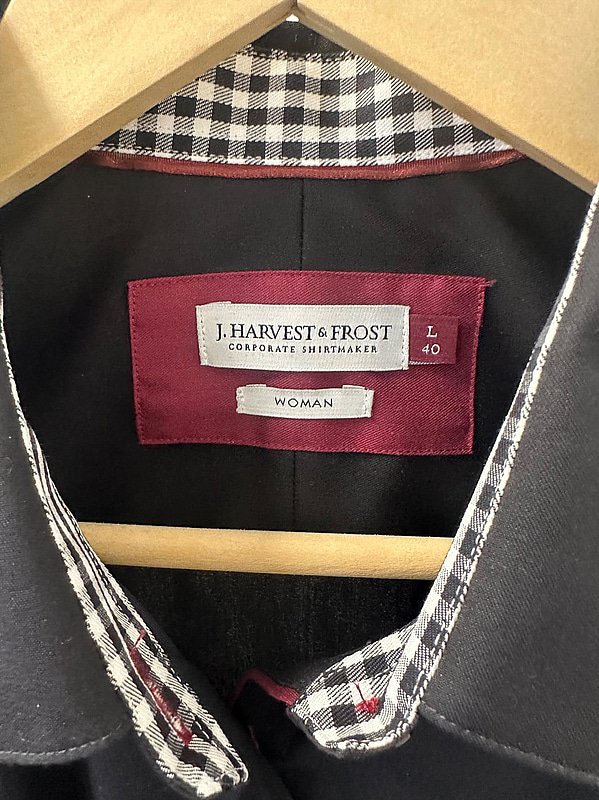 J. HARVEST & FROST
CORPORATE SHIRTMAKER
L
40
WOMAN